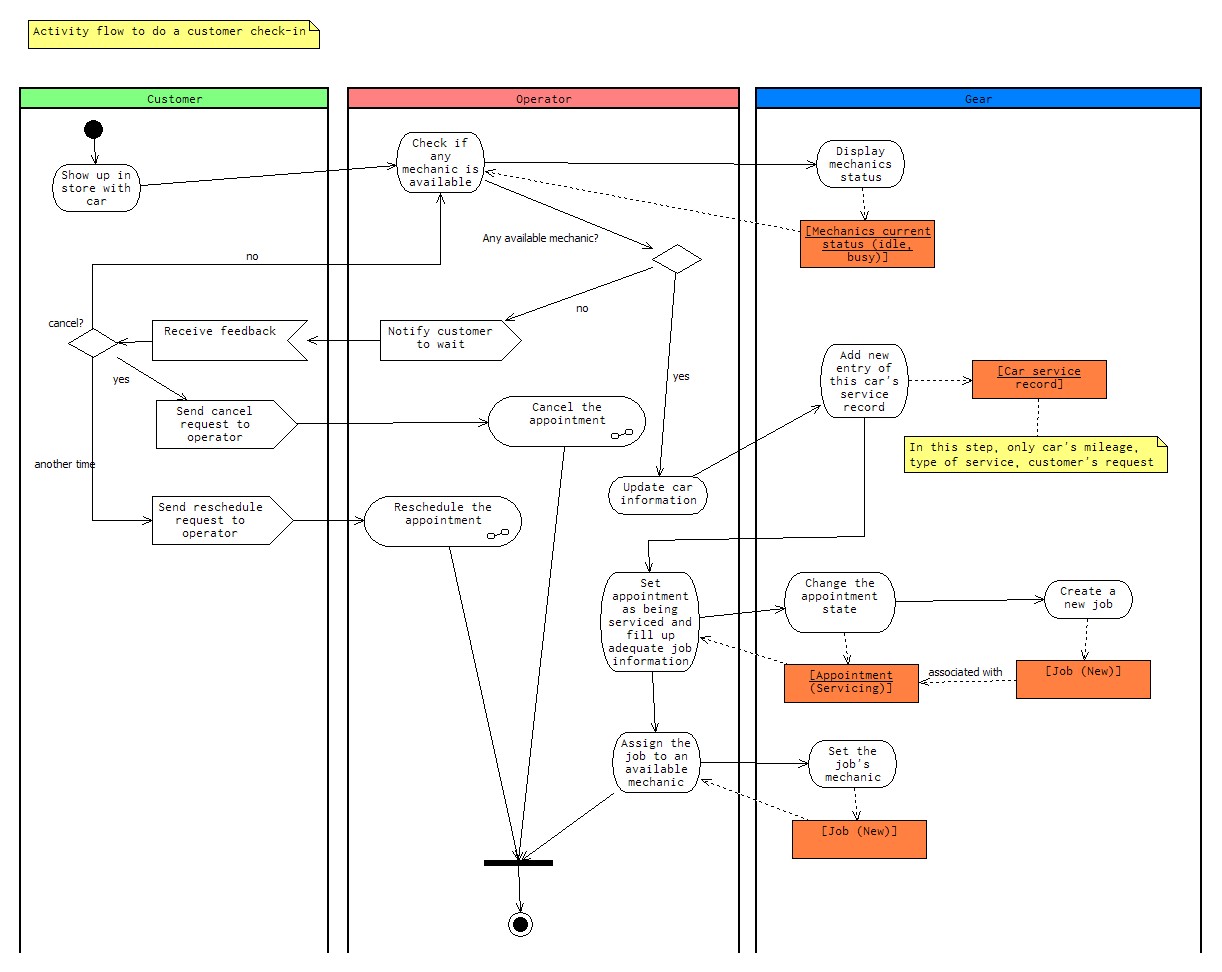 Activity flow to do a customer check-in
Customer
Operator
Gear
Show up in
store with
car
Check if
any
mechanic is
available
Display
mechanics
status
[Mechanics current
status (idle,
busy)]
Any available mechanic?
no
no
cancel?
Receive feedback
Notify customer
to wait
yes
yes
Add new
entry of
this car's
service
record
[Car service
record]
Send cancel
request to
operator
Cancel the
appointment
In this step, only car's mileage,
type of service, customer's request
another time
Update car
information
Send reschedule
request to
operator
Reschedule the
appointment
Set
appointment
as being
serviced and
fill up
adequate job
information
Change the
appointment
state
Create a
new job
[Appointment
(Servicing)]
associated with
[Job (New)]
Assign the
job to an
available
mechanic
Set the
job's
mechanic
[Job (New)]